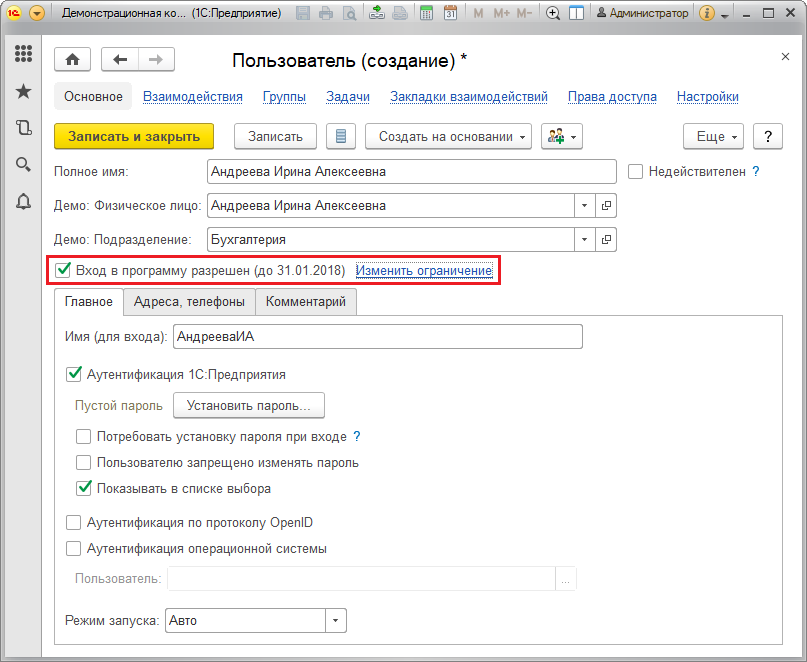 Демонстрационная ко... (1С:Предприятие) 31 M M+ M- Администратор i
Пользователь (создание) *
Основное Взаимодействия Группы Задачи Закладки взаимодействий Права доступа Настройки
Записать и закрыть Записать Создать на основании Еще ?
Полное имя: Андреева Ирина Алексеевна Недействителен ?
Демо: Физическое лицо: Андреева Ирина Алексеевна
Демо: Подразделение: Бухгалтерия
Вход в программу разрешен (до 31.01.2018) Изменить ограничение
Главное Адреса, телефоны Комментарий
Имя (для входа): АндрееваИА
Аутентификация 1С:Предприятия
Пустой пароль Установить пароль...
Потребовать установку пароля при входе ?
Пользователю запрещено изменять пароль
Показывать в списке выбора
Аутентификация по протоколу OpenID
Аутентификация операционной системы
Пользователь: ...
Режим запуска: Авто